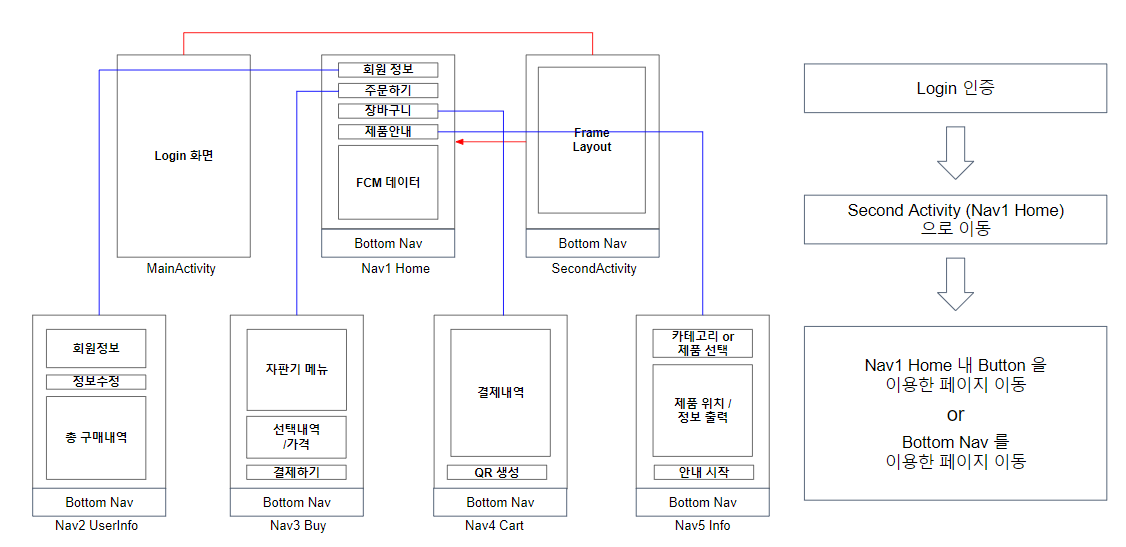 Login 화면
MainActivity
회원 정보
주문하기
장바구니
제품안내
FCM 데이터
Bottom Nav
Nav1 Home
Frame
Layout
Bottom Nav
SecondActivity
회원정보
정보수정
총 구매내역
Bottom Nav
Nav2 UserInfo
자판기 메뉴
선택내역
/가격
결제하기
Bottom Nav
Nav3 Buy
결제내역
QR 생성
Bottom Nav
Nav4 Cart
카테고리 or
제품 선택
제품 위치 /
정보 출력
안내 시작
Bottom Nav
Nav5 Info
Login 인증
Second Activity (Nav1 Home)
으로 이동
Nav1 Home 내 Button 을
이용한 페이지 이동
or
Bottom Nav 를
이용한 페이지 이동